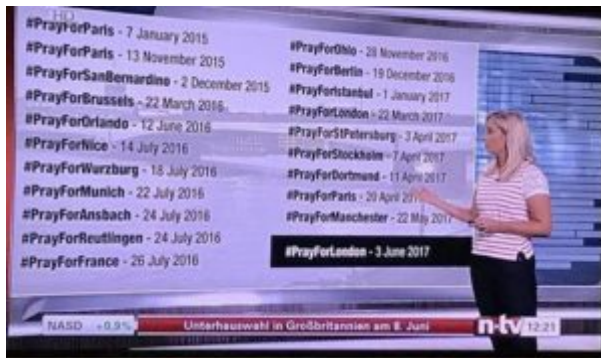 HD
#PrayForParis - 7 January 2015
#PrayForParis - 13 November 2015
#PrayForSanBernardino - 2 December 2015
#PrayForBrussels - 22 March 2016
#PrayForOrlando - 12 June 2016
#PrayForNice - 14 July 2016
#PrayForWurzburg - 18 July 2016
#PrayForMunich - 22 July 2016
#PrayForAnsbach - 24 July 2016
#PrayForReutlingen - 24 July 2016
#PrayForFrance - 26 July 2016
#PrayForOhio - 28 November 2016
#PrayForBerlin - 19 December 2016
#PrayForIstanbul - 1 January 2017
#PrayForLondon - 22 March 2017
#PrayForStPetersburg - 3 April 2017
#PrayForStockholm - 7 April 2017
#PrayForDortmund - 11 April 2017
#PrayForParis - 20 April
#PrayForManchester - 22 May 2017
#PrayForLondon - 3 June 2017
NASD +0.9%
Unterhauswahl in Großbritannien am 8. Juni
n-tv 12:21